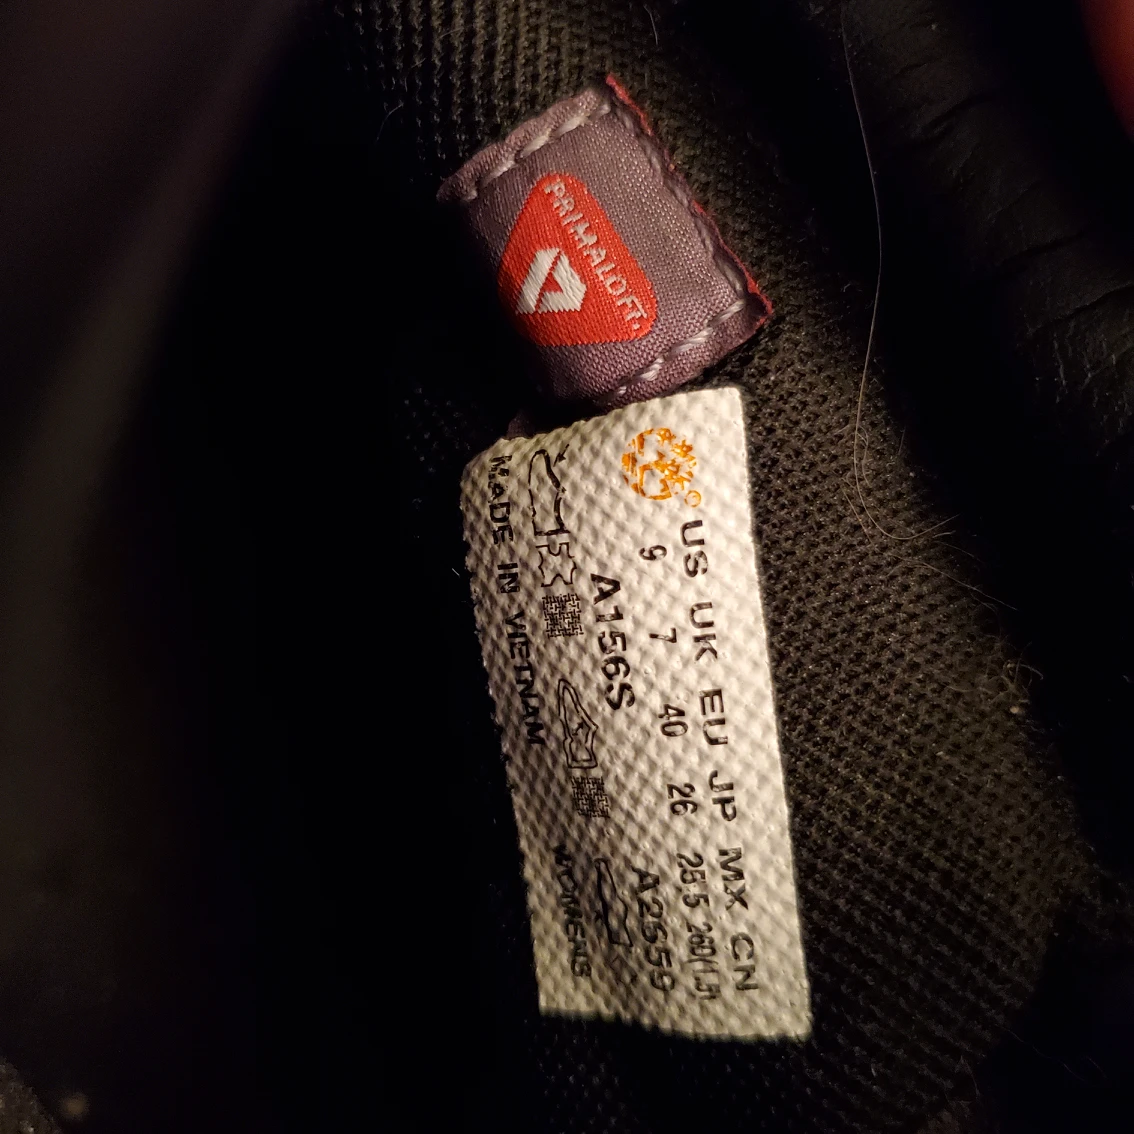 PRIMALOFT
US UK EU JP MX CN
9 7 40 26 25.5 260(1.5)
A156S A2659
MADE IN VIETNAM WOMENS